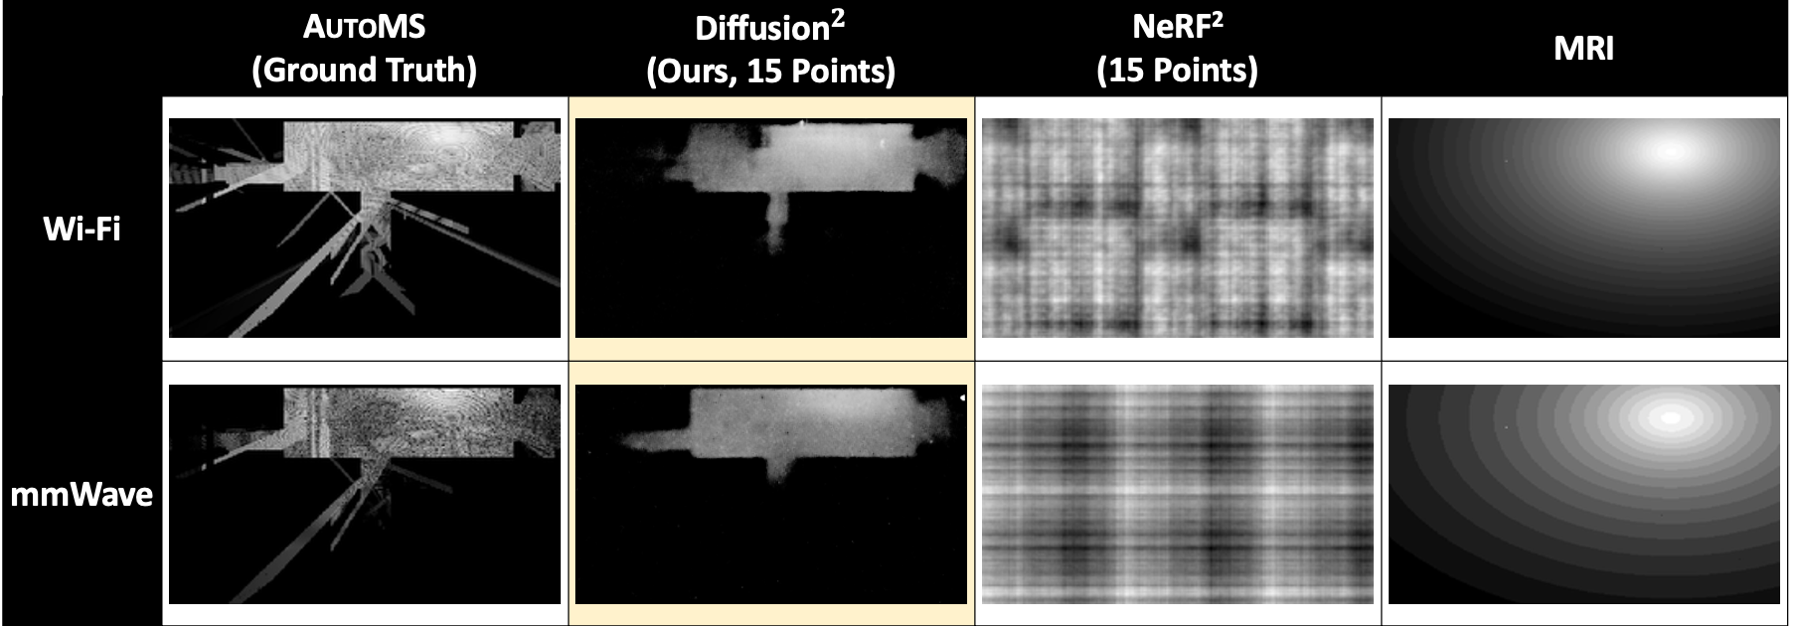 AUTOMS
(Ground Truth)
Diffusion²
(Ours, 15 Points)
NeRF²
(15 Points)
MRI
Wi-Fi
mmWave